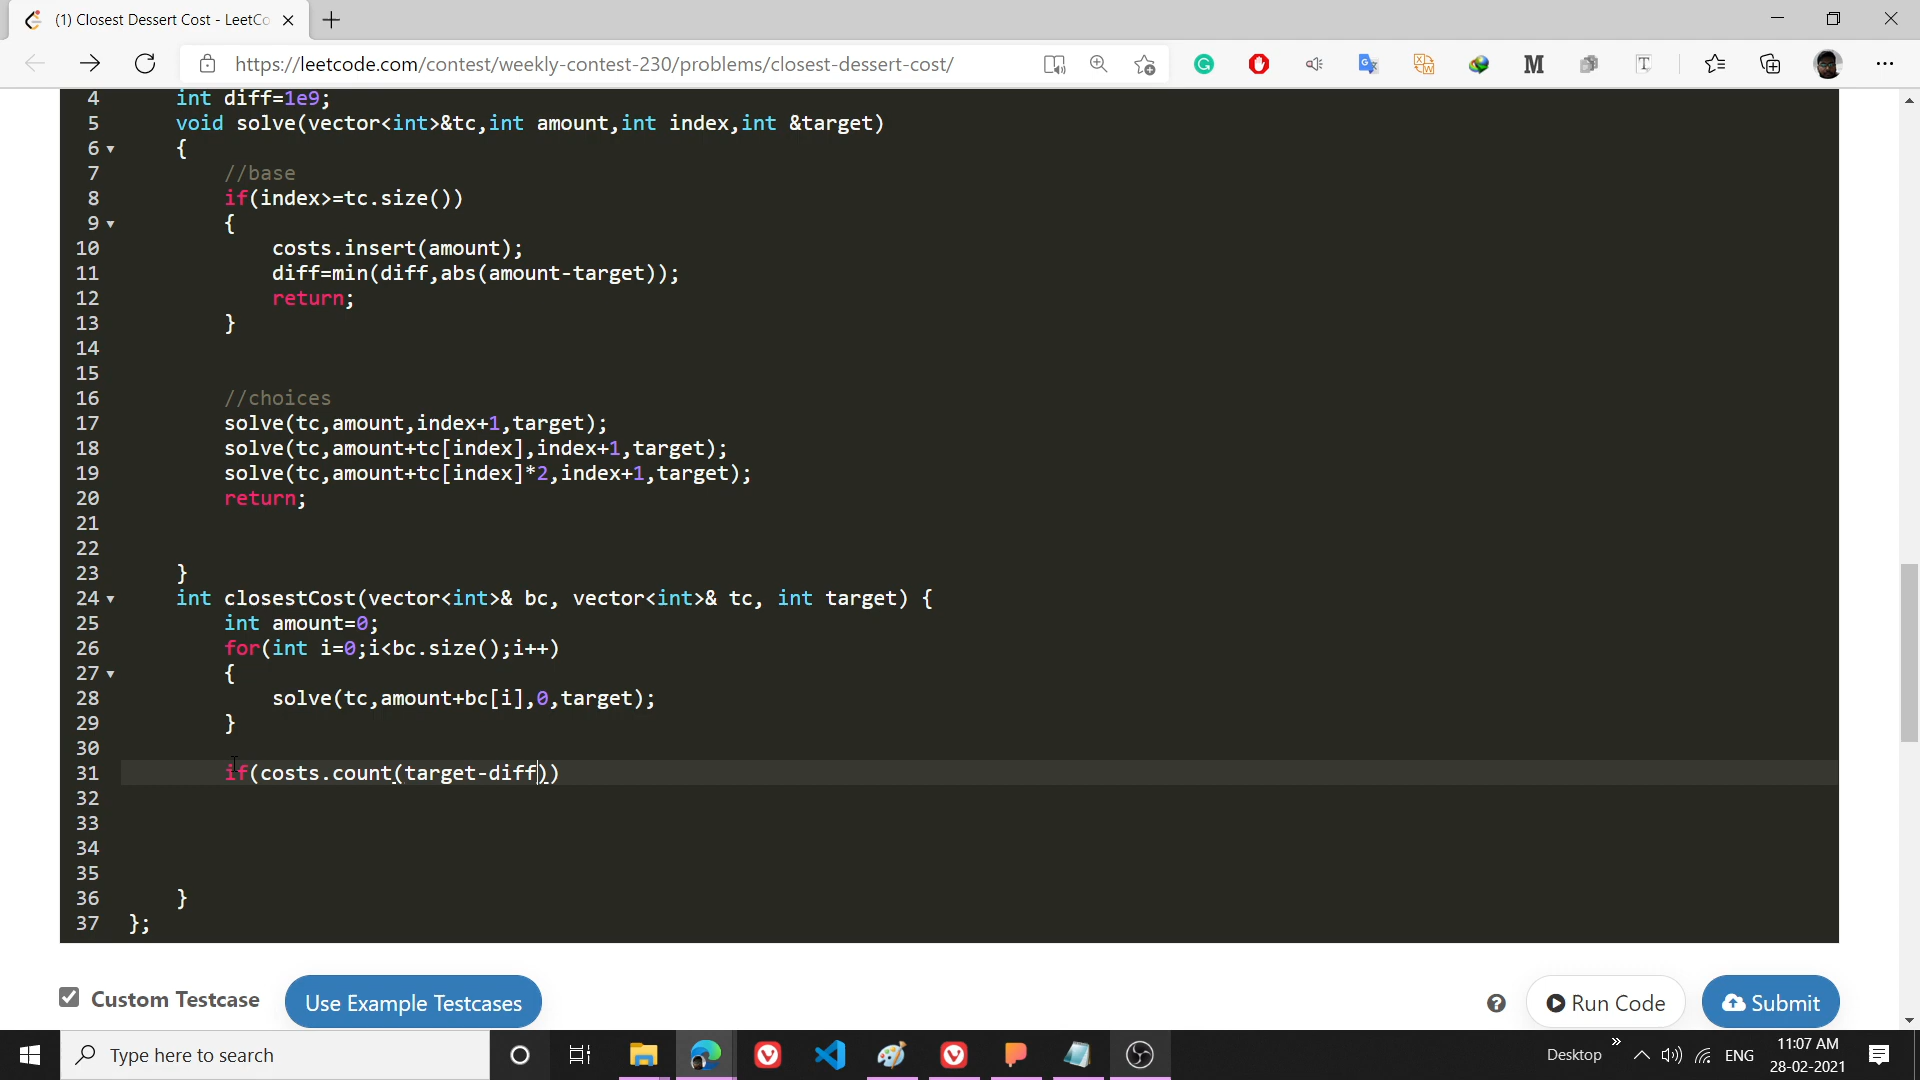 (1) Closest Dessert Cost - LeetCo
https://leetcode.com/contest/weekly-contest-230/problems/closest-dessert-cost/
4 int diff=1e9;
5 void solve(vector<int>&tc,int amount,int index,int &target)
6 {
7 //base
8 if(index>=tc.size())
9 {
10 costs.insert(amount);
11 diff=min(diff,abs(amount-target));
12 return;
13 }
14
15
16 //choices
17 solve(tc,amount,index+1,target);
18 solve(tc,amount+tc[index],index+1,target);
19 solve(tc,amount+tc[index]*2,index+1,target);
20 return;
21
22
23 }
24 int closestCost(vector<int>& bc, vector<int>& tc, int target) {
25 int amount=0;
26 for(int i=0;i<bc.size();i++)
27 {
28 solve(tc,amount+bc[i],0,target);
29 }
30
31 if(costs.count(target-diff))
32
33
34
35
36 }
37 };
Custom Testcase Use Example Testcases ? Run Code Submit
Type here to search Desktop ENG 11:07 AM
28-02-2021